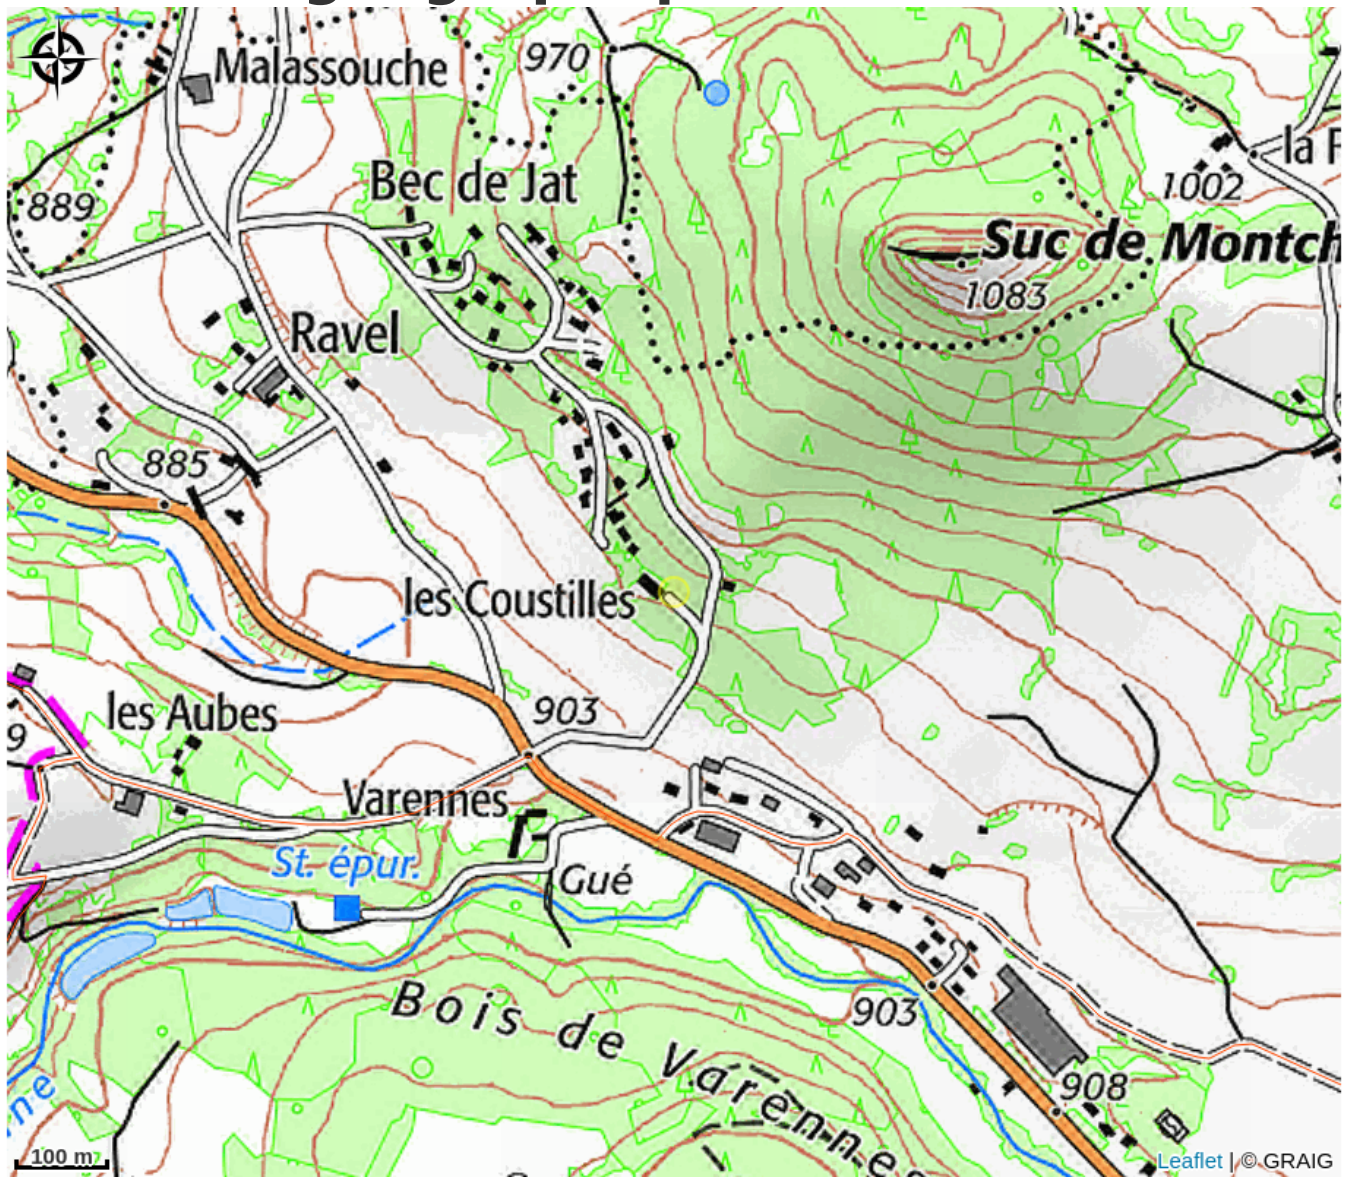 Malassouche
970
Bec de Jat
la F
1002
889
Suc de Montch
1083
Ravel
885
les Coustilles
903
les Aubes
9
Varennes
St. épur.
Gué
Bois de Varennes
903
908
ne
100 m
Leaflet | © GRAIG